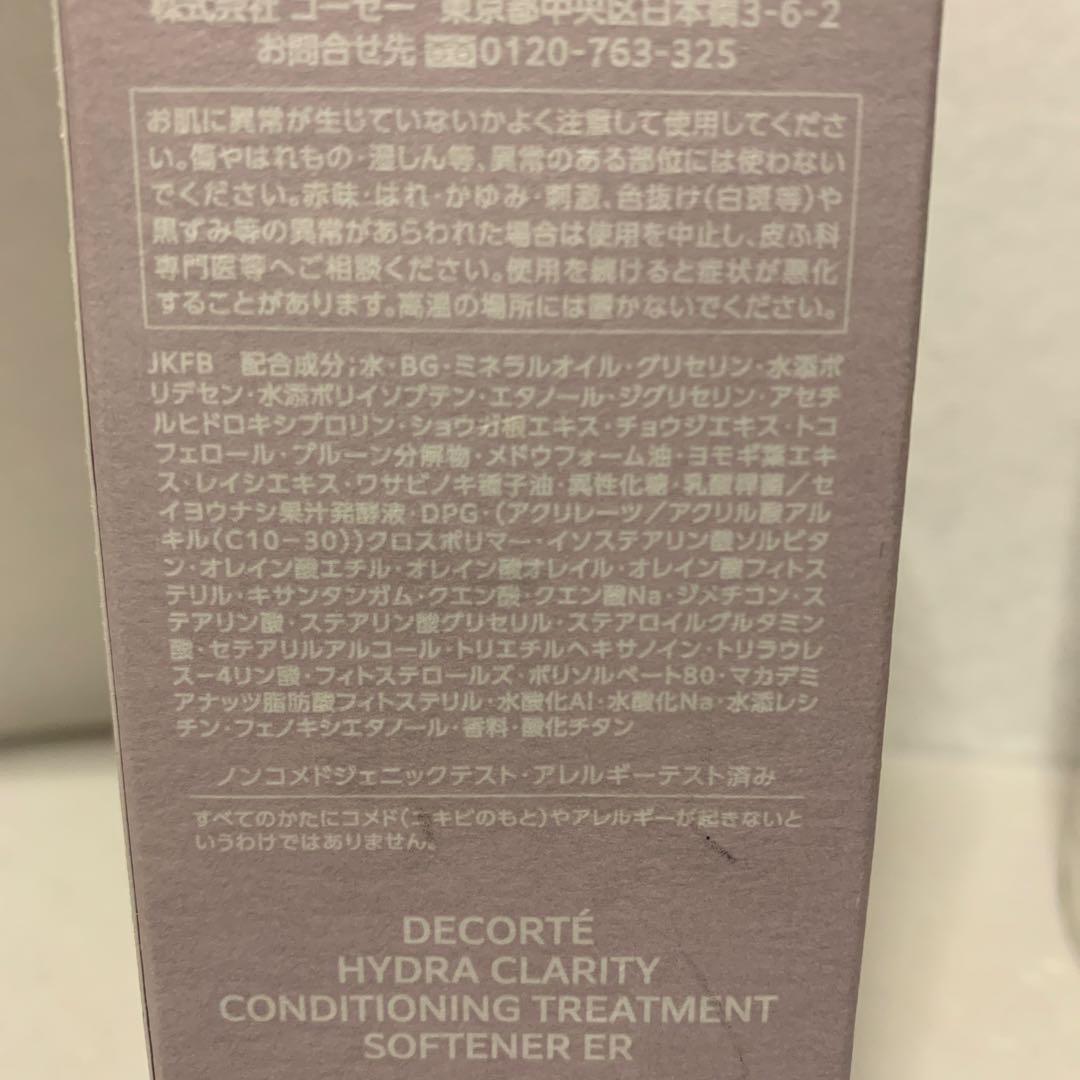 株式会社 コーセー 東京都中央区日本橋3-6-2
お問合せ先 0120-763-325
お肌に異常が生じていないかよく注意して使用してくださ
い。傷やはれもの・湿しん等、異常のある部位には使わない
でください。赤味・はれ・かゆみ・刺激、色抜け(白斑等)や
黒ずみ等の異常があらわれた場合は使用を中止し、皮ふ科
専門医等へご相談ください。使用を続けると症状が悪化
することがあります。高温の場所には置かないでください。
JKFB 配合成分;水・BG・ミネラルオイル・グリセリン・水添ポ
リデセン・水添ポリイソブテン・エタノール・ジグリセリン・アセチ
ルヒドロキシプロリン・ショウガ根エキス・チョウジエキス・トコ
フェロール・プルーン分解物・メドウフォーム油・ヨモギ葉エキ
ス・レイシエキス・ワサビノキ種子油・異性化糖・乳酸桿菌/セ
イヨウナシ果汁発酵液・DPG・(アクリレーツ/アクリル酸アル
キル(C10-30))クロスポリマー・イソステアリン酸ソルビタ
ン・オレイン酸エチル・オレイン酸オレイル・オレイン酸フィトス
テリル・キサンタンガム・クエン酸・クエン酸Na・ジメチコン・ス
テアリン酸・ステアリン酸グリセリル・ステアロイルグルタミン
酸・セテアリルアルコール・トリエチルヘキサノイン・トリラウレ
ス-4リン酸・フィトステロールズ・ポリソルベート80・マカデミ
アナッツ脂肪酸フィトステリル・水酸化Al・水酸化Na・水添レシ
チン・フェノキシエタノール・香料・酸化チタン
ノンコメドジェニックテスト・アレルギーテスト済み
すべてのかたにコメド(ニキビのもと)やアレルギーが起きないと
いうわけではありません。
DECORTÉ
HYDRA CLARITY
CONDITIONING TREATMENT
SOFTENER ER